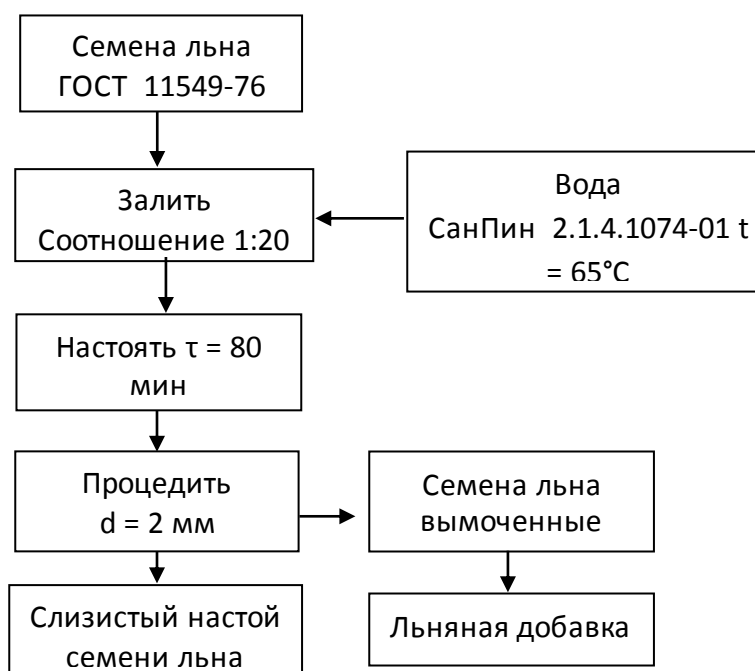 Семена льна
ГОСТ 11549-76
Залить
Соотношение 1:20
Вода
СанПин 2.1.4.1074-01 t
= 65°С
Настоять τ = 80
мин
Процедить
d = 2 мм
Семена льна
вымоченные
Слизистый настой
семени льна
Льняная добавка